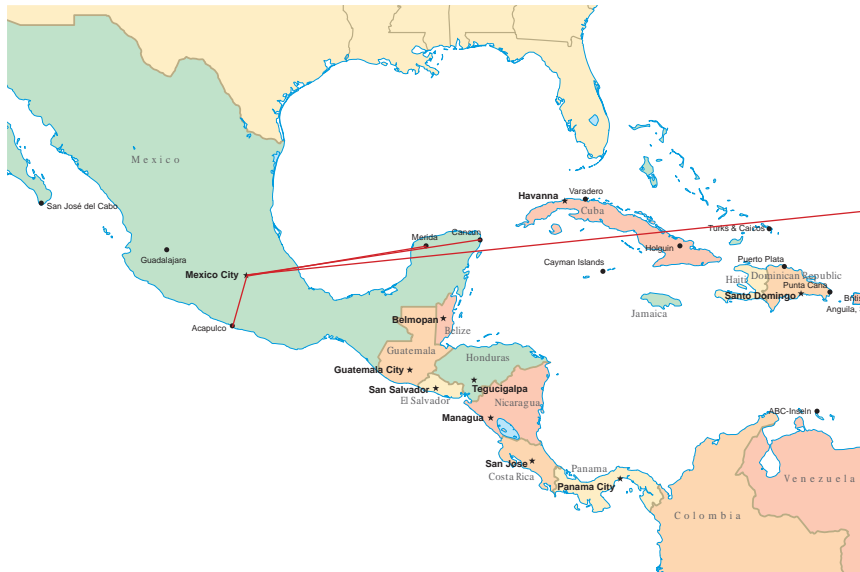 Mexico
San José del Cabo
Guadalajara
Mexico City
Acapulco
Merida
Cancun
Havanna
Varadero
Cuba
Holguin
Turks & Caicos
Cayman Islands
Puerto Plata
Haiti
Dominican Republic
Punta Cana
Santo Domingo
Jamaica
Anguila,
Belmopan
Belize
Guatemala
Guatemala City
Honduras
San Salvador
El Salvador
Tegucigalpa
Nicaragua
Managua
San Jose
Costa Rica
Panama
Panama City
ABC-Inseln
Venezuela
Colombia